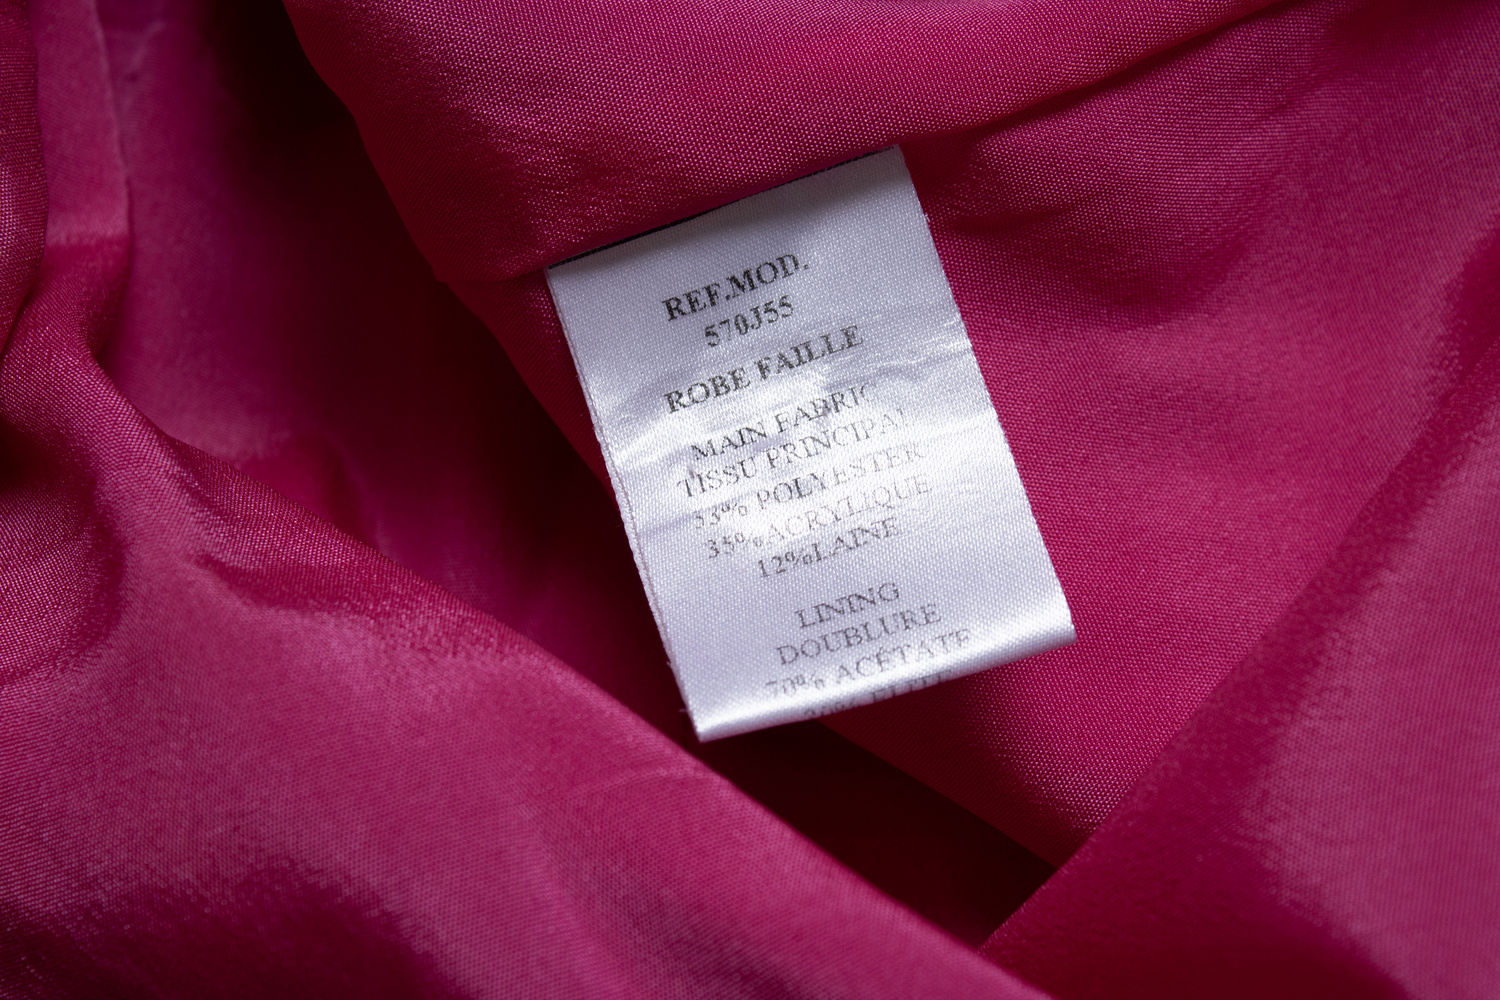 REF.MOD.
570J55
ROBE FAILLE
MAIN FABRIC
TISSU PRINCIPAL
53% POLYESTER
35%ACRYLIQUE
12%LAINE
LINING
DOUBLURE
70% ACÉTATE